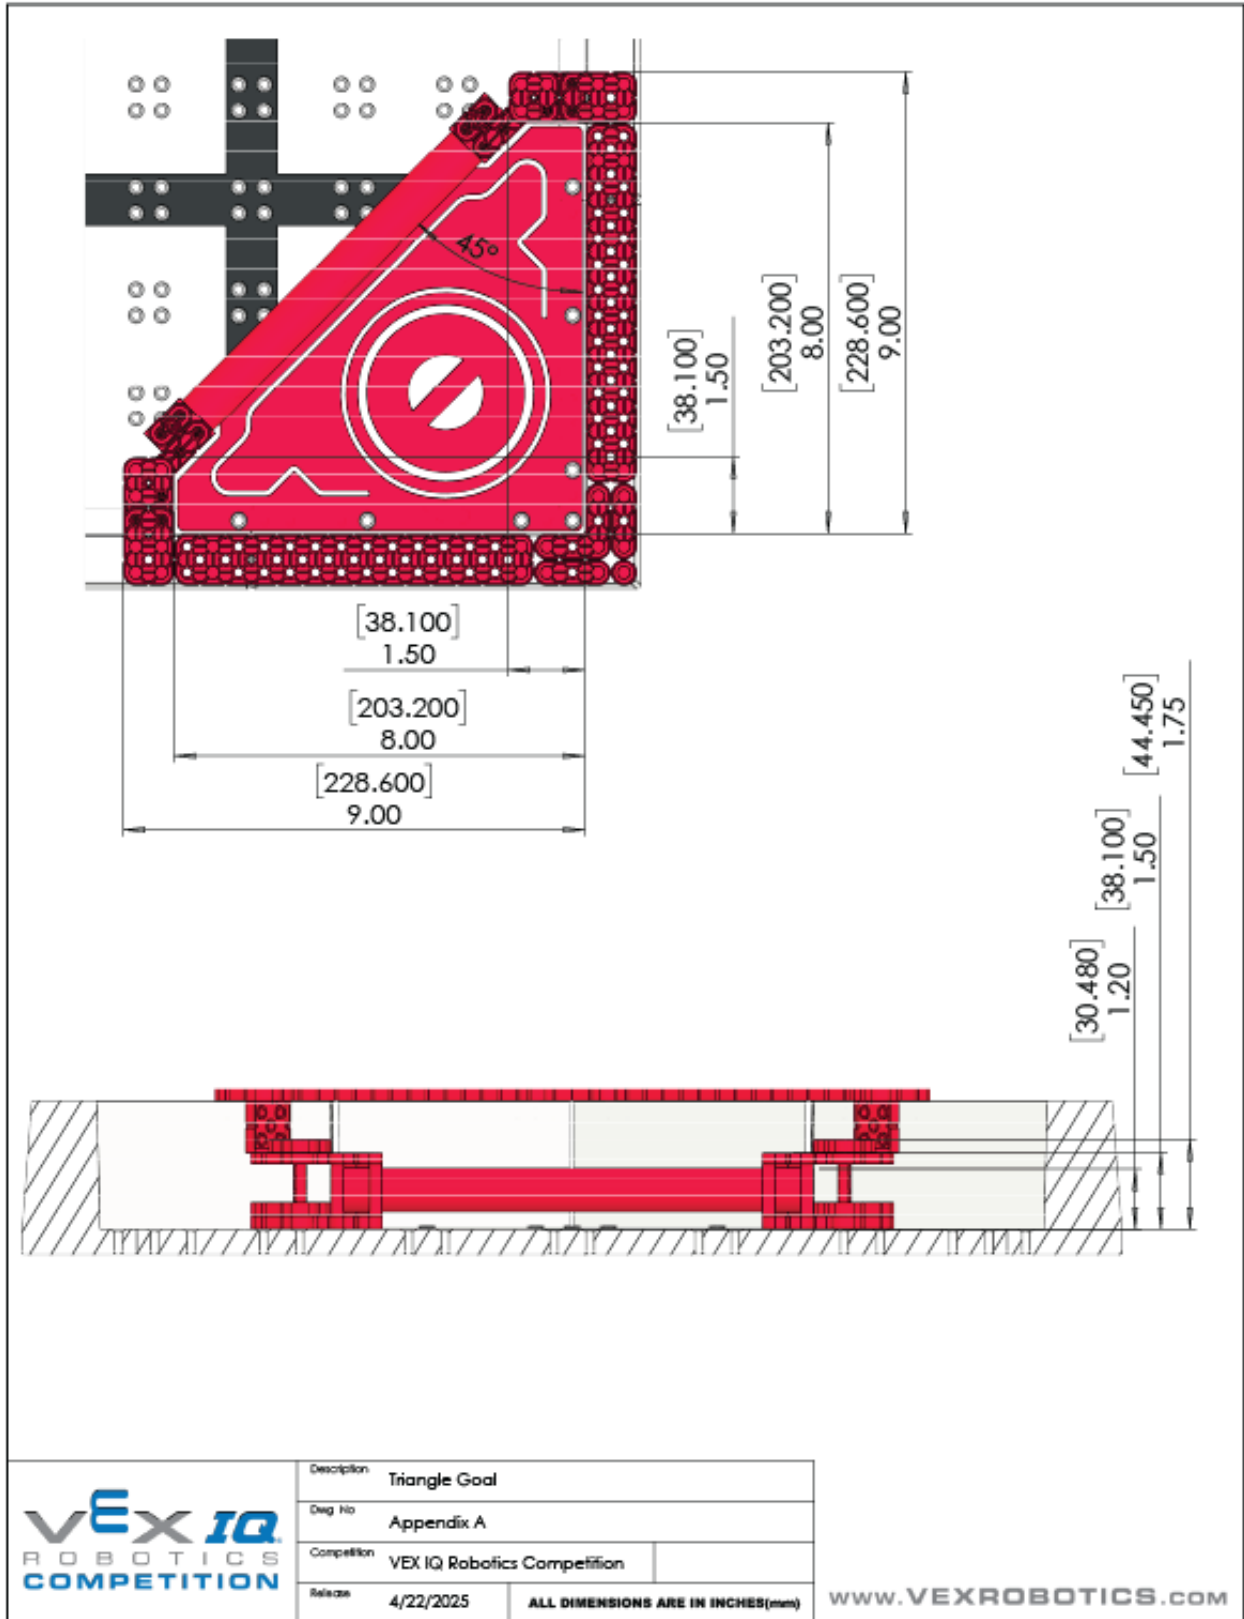 45°
[38.100]
1.50
[203.200]
8.00
[228.600]
9.00
[38.100]
1.50
[203.200]
8.00
[228.600]
9.00
[44.450]
1.75
[38.100]
1.50
[30.480]
1.20
VEX IQ
ROBOTICS
COMPETITION
Description Triangle Goal
Dwg No Appendix A
Competition VEX IQ Robotics Competition
Release 4/22/2025 ALL DIMENSIONS ARE IN INCHES(mm)
www.VEXROBOTICS.com